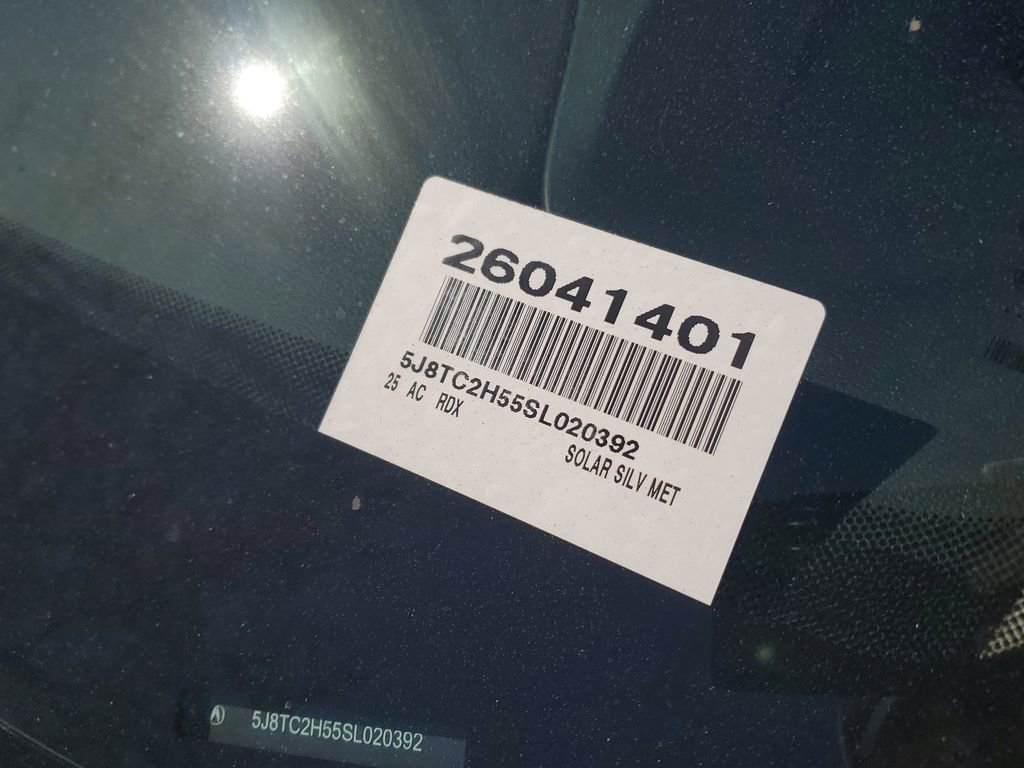 26041401
5J8TC2H55SL020392
25 AC RDX
SOLAR SILV MET
5J8TC2H55SL020392